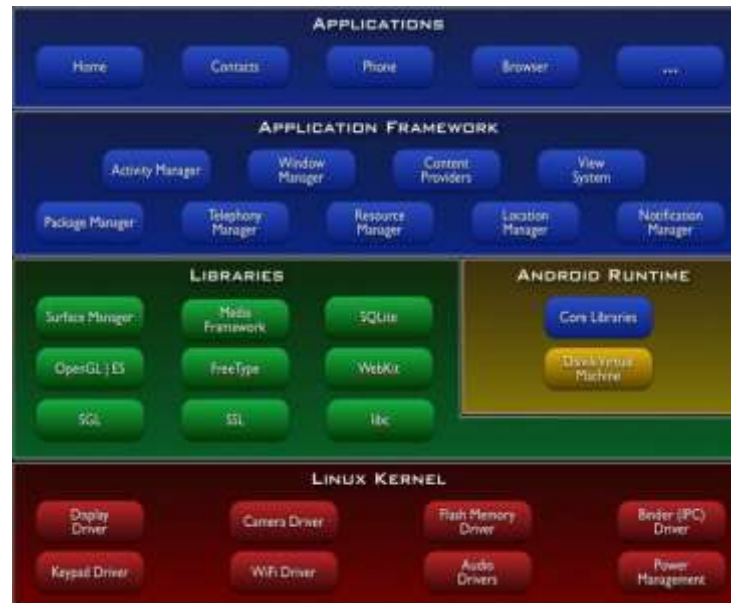 APPLICATIONS
Home Contacts Phone Browser ...
APPLICATION FRAMEWORK
Activity Manager Window Manager Content Providers View System
Package Manager Telephony Manager Resource Manager Location Manager Notification Manager
LIBRARIES
Surface Manager Media Framework SQLite
OpenGL | ES FreeType WebKit
SGL SSL libc
ANDROID RUNTIME
Core Libraries
Dalvik Virtual Machine
LINUX KERNEL
Display Driver Camera Driver Flash Memory Driver Binder (IPC) Driver
Keypad Driver WiFi Driver Audio Drivers Power Management